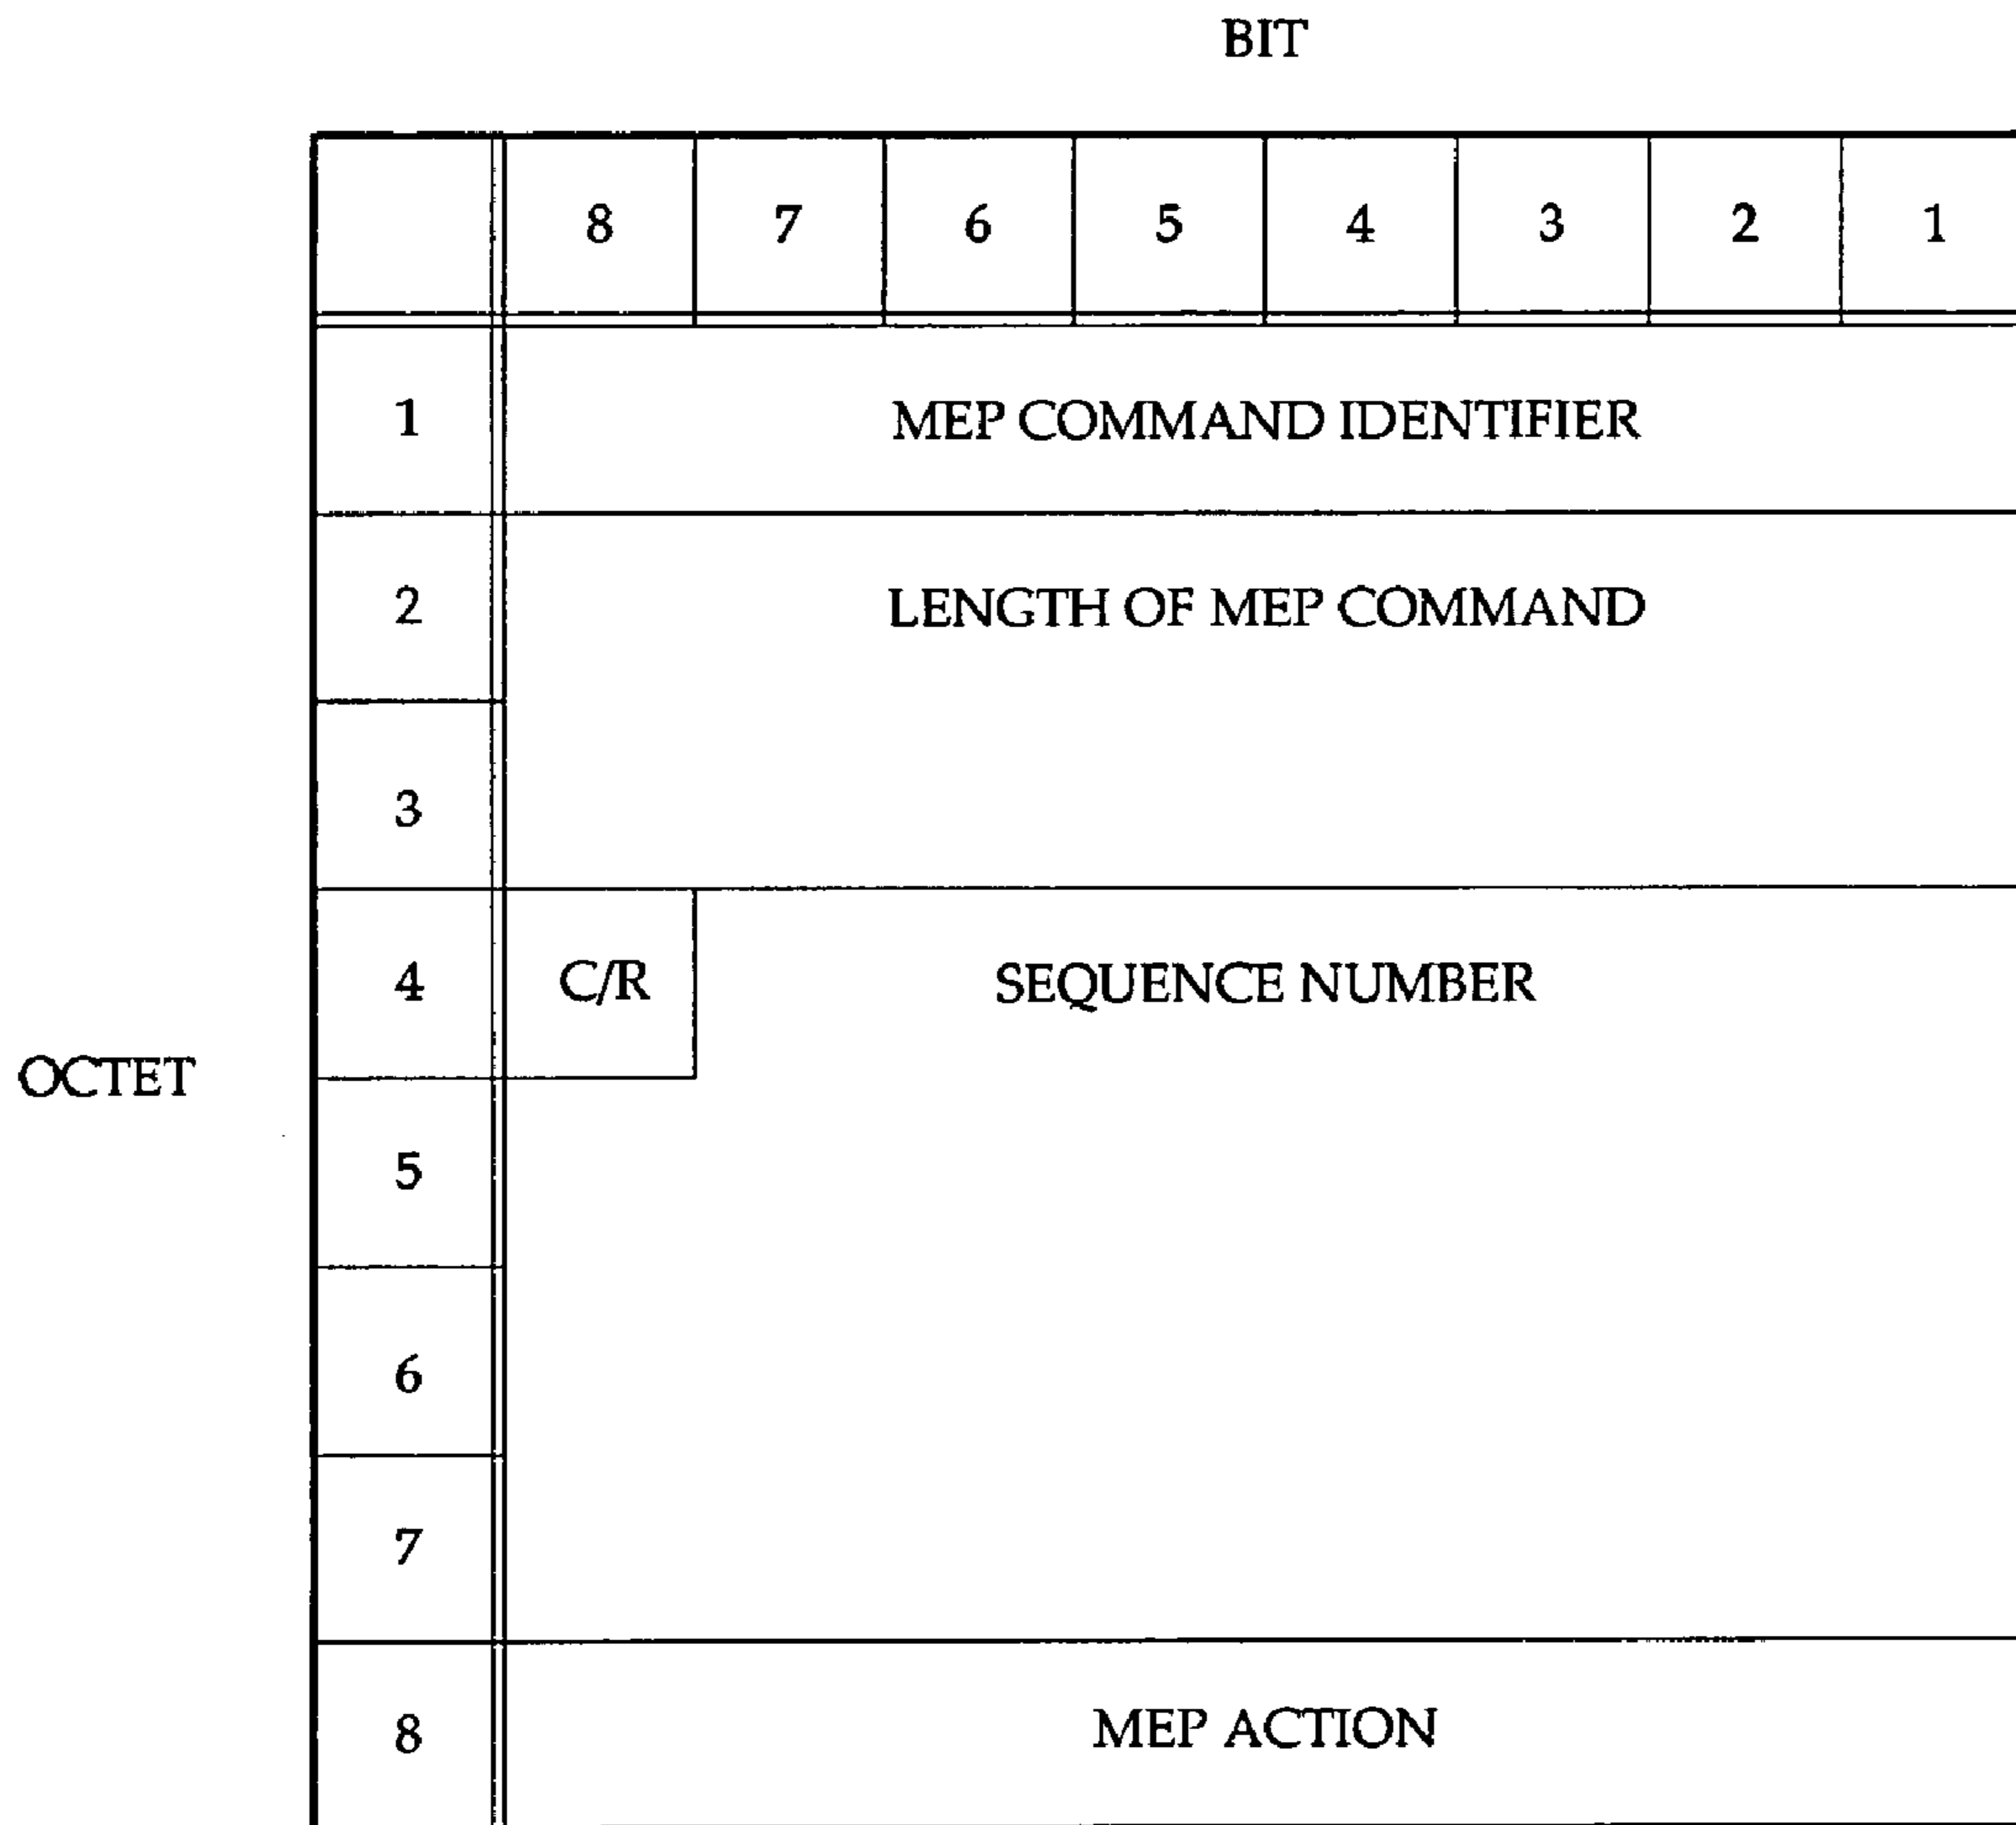 BIT
8 7 6 5 4 3 2 1
1 MEP COMMAND IDENTIFIER
2 LENGTH OF MEP COMMAND
3
4 C/R SEQUENCE NUMBER
OCTET
5
6
7
8 MEP ACTION